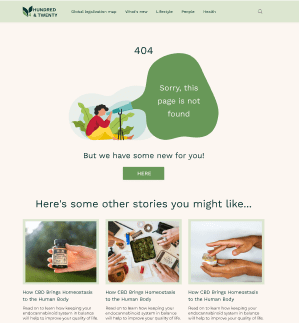 HUNDRED
& TWENTY
Global legalization map What's new Lifestyle People Health
404
Sorry, this
page is not
found
But we have some new for you!
HERE
Here's some other stories you might like...
How CBD Brings Homeostasis
to the Human Body
Read on to learn how keeping your
endocannabinoid system in balance
will help to improve your quality of life
How CBD Brings Homeostasis
to the Human Body
Read on to learn how keeping your
endocannabinoid system in balance
will help to improve your quality of life
How CBD Brings Homeostasis
to the Human Body
Read on to learn how keeping your
endocannabinoid system in balance
will help to improve your quality of life